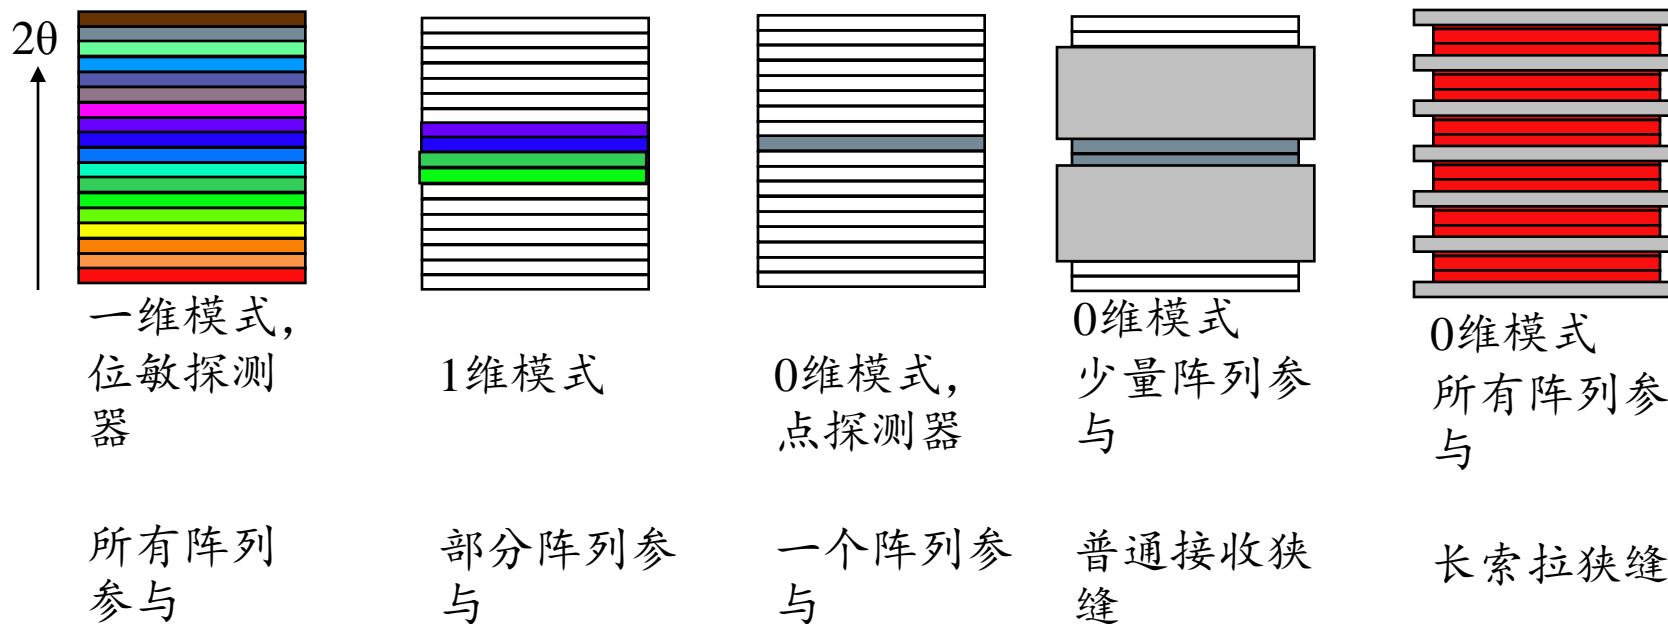 2θ
一维模式，
位敏探测
器
所有阵列
参与
1维模式
部分阵列参
与
0维模式，
点探测器
一个阵列参
与
0维模式
少量阵列参
与
普通接收狭
缝
0维模式
所有阵列参
与
长索拉狭缝